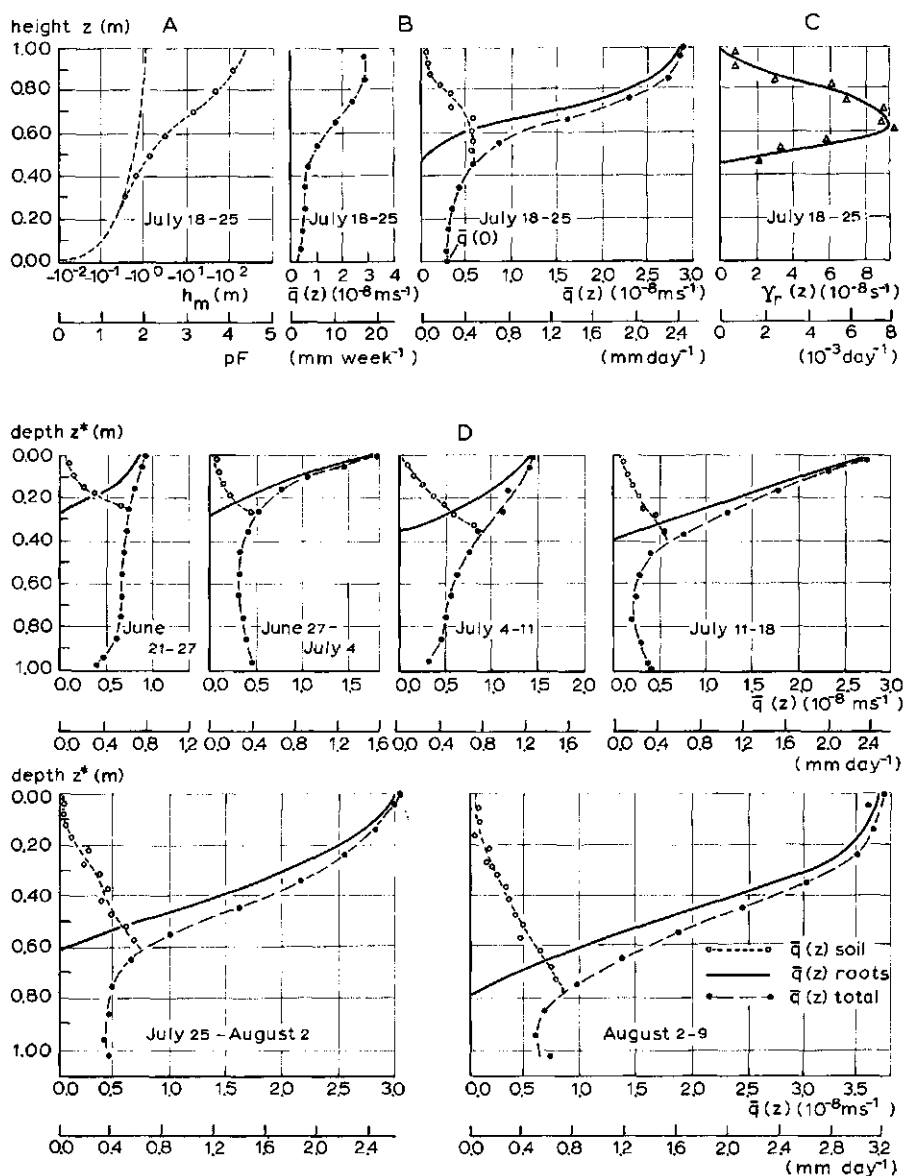 height z (m) A B C
1.00
0.80
0.60
0.40
0.20
0.00
July 18-25 July 18-25 July 18-25 July 18-25
q̄(0)
-10⁻² -10⁻¹ -10⁰ -10¹ -10² 0 1 2 3 4 0 0.5 1.0 1.5 2.0 2.5 3.0 0 2 4 6 8
hₘ(m) q̄(z)(10⁻⁸ms⁻¹) q̄(z)(10⁻⁸ms⁻¹) γᵣ(z)(10⁻⁸s⁻¹)
0 1 2 3 4 5 0 10 20 0 0.4 0.8 1.2 1.6 2.0 2.4 0 2 4 6 8
pF (mm week⁻¹) (mm day⁻¹) (10⁻³day⁻¹)
depth z* (m) D
0.00
0.20
0.40
0.60
0.80
1.00
June 21-27
June 27-July 4
July 4-11
July 11-18
0.0 0.5 1.0 0.0 0.5 1.0 1.5 0.0 0.5 1.0 1.5 2.0 0.0 0.5 1.0 1.5 2.0 2.5 3.0
q̄(z)(10⁻⁸ms⁻¹)
0.0 0.4 0.8 1.2 0.0 0.4 0.8 1.2 1.6 0.0 0.4 0.8 1.2 1.6 0.0 0.4 0.8 1.2 1.6 2.0 2.4
(mm day⁻¹)
depth z* (m)
0.00
0.20
0.40
0.60
0.80
1.00
July 25-August 2
August 2-9
q̄(z) soil
q̄(z) roots
q̄(z) total
0.0 0.5 1.0 1.5 2.0 2.5 3.0 0.0 0.5 1.0 1.5 2.0 2.5 3.0 3.5
q̄(z)(10⁻⁸ms⁻¹)
0.0 0.4 0.8 1.2 1.6 2.0 2.4 0.0 0.4 0.8 1.2 1.6 2.0 2.4 2.8 3.2
(mm day⁻¹)